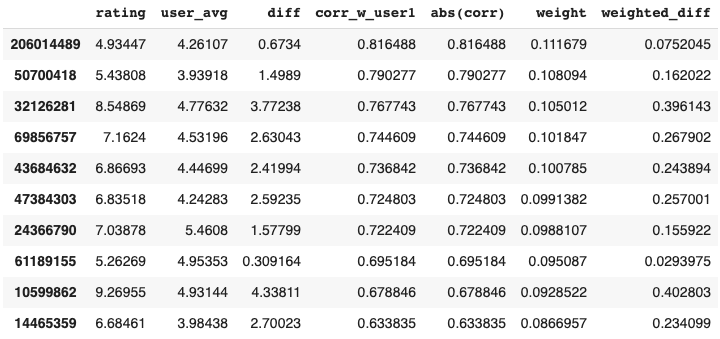 rating user_avg diff corr_w_user1 abs(corr) weight weighted_diff
206014489 4.93447 4.26107 0.6734 0.816488 0.816488 0.111679 0.0752045
50700418 5.43808 3.93918 1.4989 0.790277 0.790277 0.108094 0.162022
32126281 8.54869 4.77632 3.77238 0.767743 0.767743 0.105012 0.396143
69856757 7.1624 4.53196 2.63043 0.744609 0.744609 0.101847 0.267902
43684632 6.86693 4.44699 2.41994 0.736842 0.736842 0.100785 0.243894
47384303 6.83518 4.24283 2.59235 0.724803 0.724803 0.0991382 0.257001
24366790 7.03878 5.4608 1.57799 0.722409 0.722409 0.0988107 0.155922
61189155 5.26269 4.95353 0.309164 0.695184 0.695184 0.095087 0.0293975
10599862 9.26955 4.93144 4.33811 0.678846 0.678846 0.0928522 0.402803
14465359 6.68461 3.98438 2.70023 0.633835 0.633835 0.0866957 0.234099